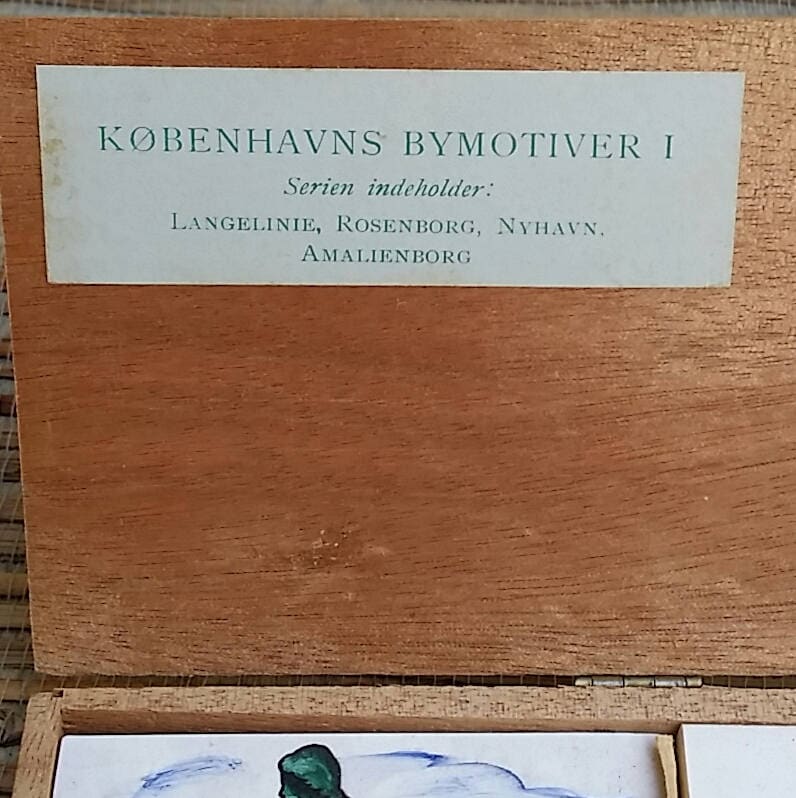 KØBENHAVNS BYMOTIVER I
Serien indeholder:
LANGELINIE, ROSENBORG, NYHAVN,
AMALIENBORG